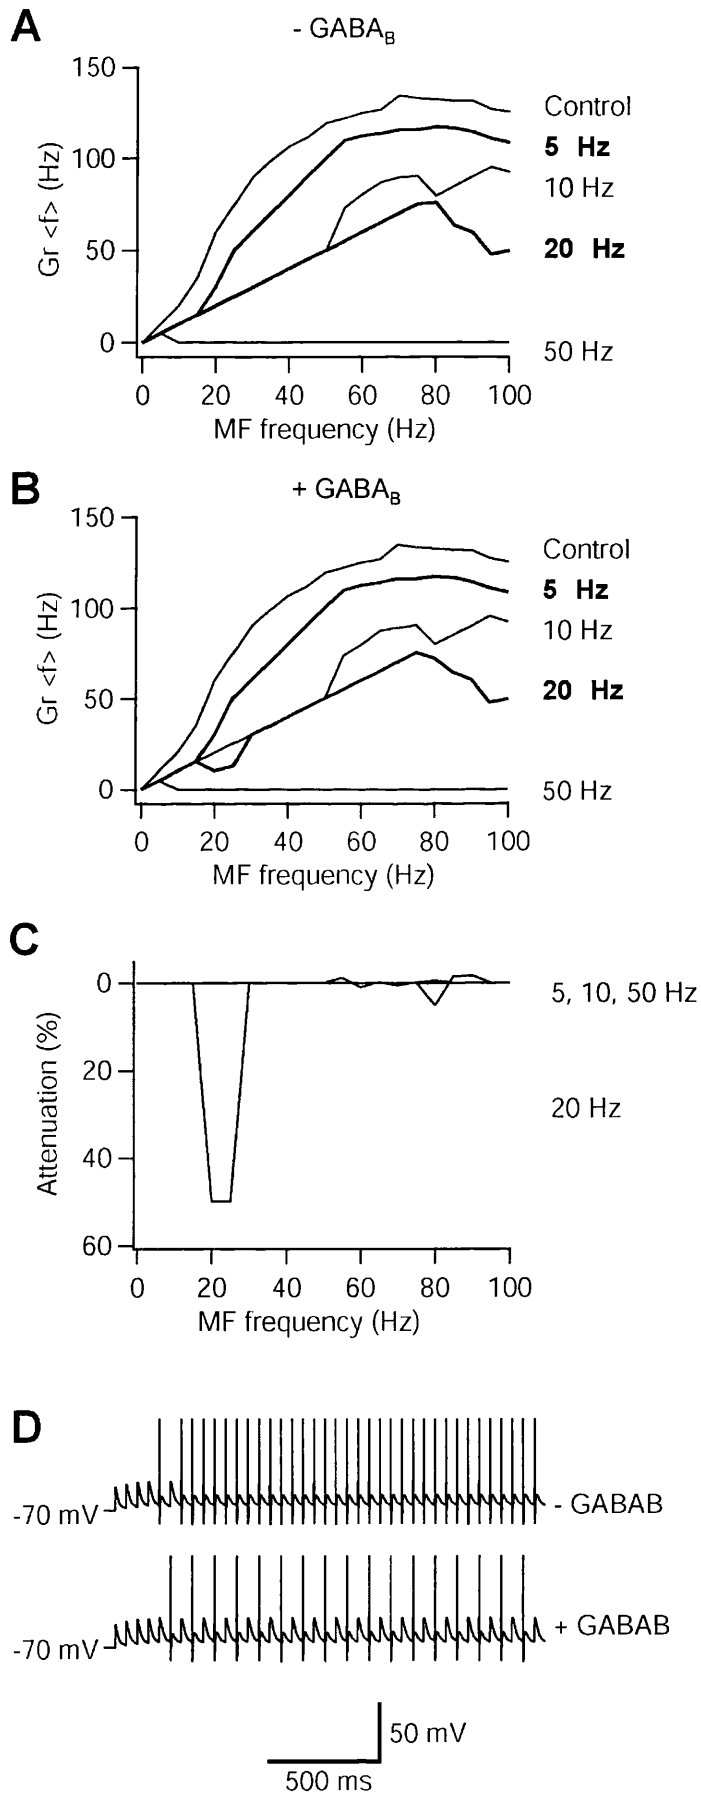 A
- GABA_B
150
100
50
0
Gr <f> (Hz)
Control
5 Hz
10 Hz
20 Hz
50 Hz
0 20 40 60 80 100
MF frequency (Hz)
B
+ GABA_B
150
100
50
0
Gr <f> (Hz)
Control
5 Hz
10 Hz
20 Hz
50 Hz
0 20 40 60 80 100
MF frequency (Hz)
C
0
20
40
60
Attenuation (%)
5, 10, 50 Hz
20 Hz
0 20 40 60 80 100
MF frequency (Hz)
D
-70 mV
- GABAB
-70 mV
+ GABAB
50 mV
500 ms